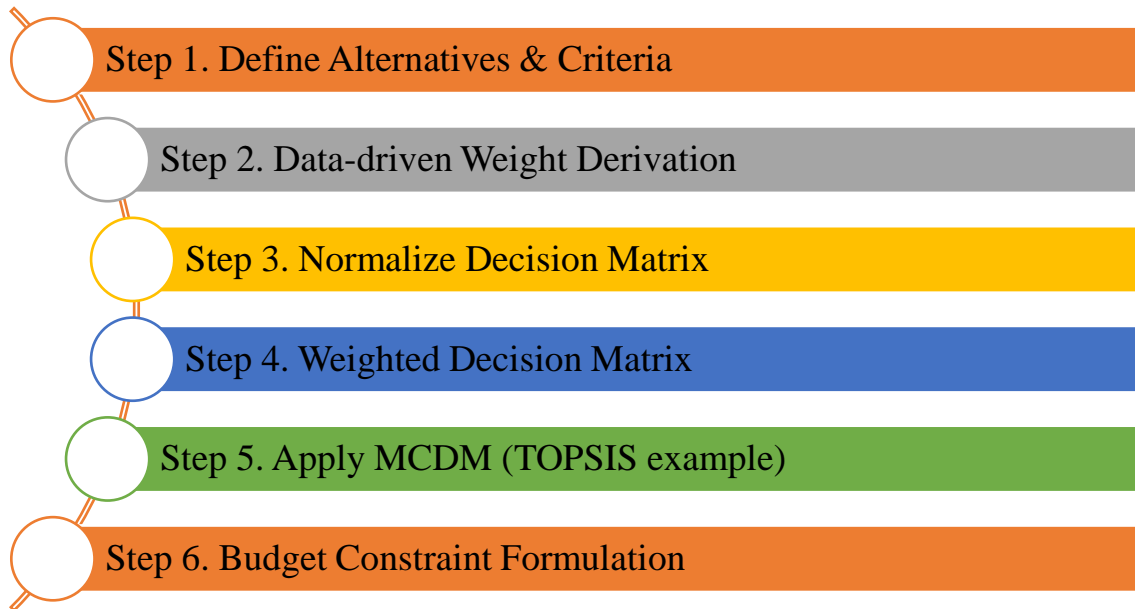 Step 1. Define Alternatives & Criteria
Step 2. Data-driven Weight Derivation
Step 3. Normalize Decision Matrix
Step 4. Weighted Decision Matrix
Step 5. Apply MCDM (TOPSIS example)
Step 6. Budget Constraint Formulation